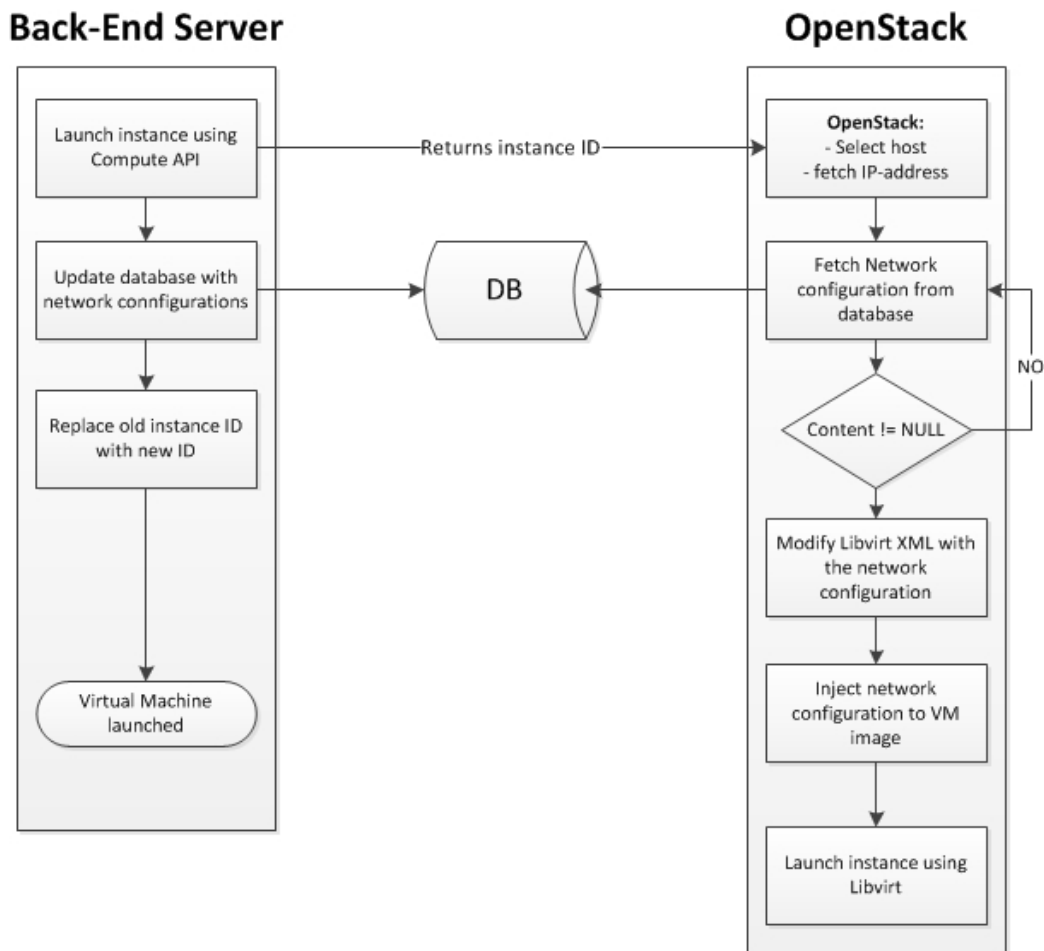 Back-End Server
OpenStack
Launch instance using
Compute API
Returns instance ID
OpenStack:
- Select host
- fetch IP-address
Update database with
network connfigurations
DB
Fetch Network
configuration from
database
NO
Replace old instance ID
with new ID
Content != NULL
Modify Libvirt XML with
the network
configuration
Virtual Machine
launched
Inject network
configuration to VM
image
Launch instance using
Libvirt